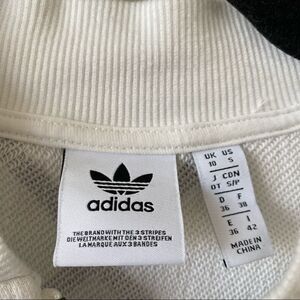 adidas
THE BRAND WITH THE 3 STRIPES
DIE WELTMARKE MIT DEN 3 STREIFEN
LA MARQUE AUX 3 BANDES
UK US
10 S
J CDN
OT S/P
D F
36 38
E I
36 42
MADE IN
CHINA